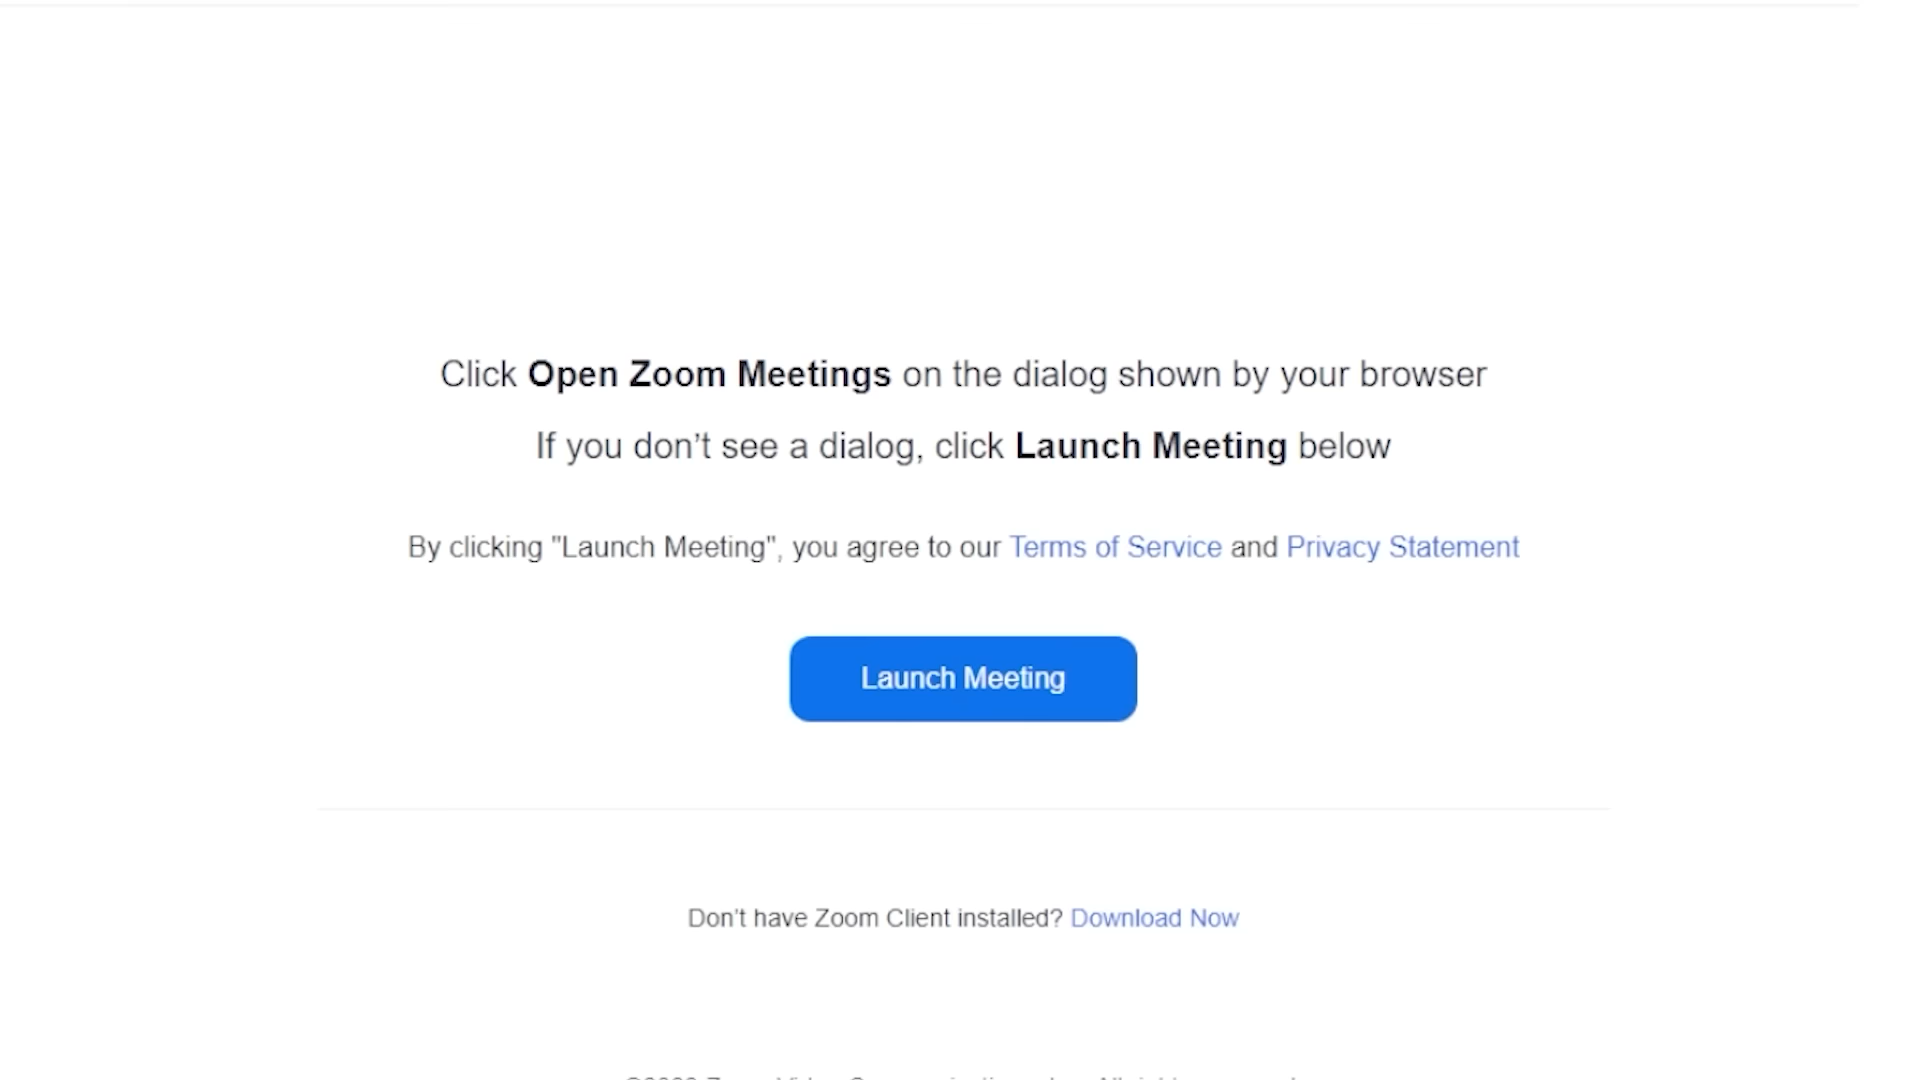 Click Open Zoom Meetings on the dialog shown by your browser
If you don’t see a dialog, click Launch Meeting below
By clicking "Launch Meeting", you agree to our Terms of Service and Privacy Statement
Launch Meeting
Don’t have Zoom Client installed? Download Now